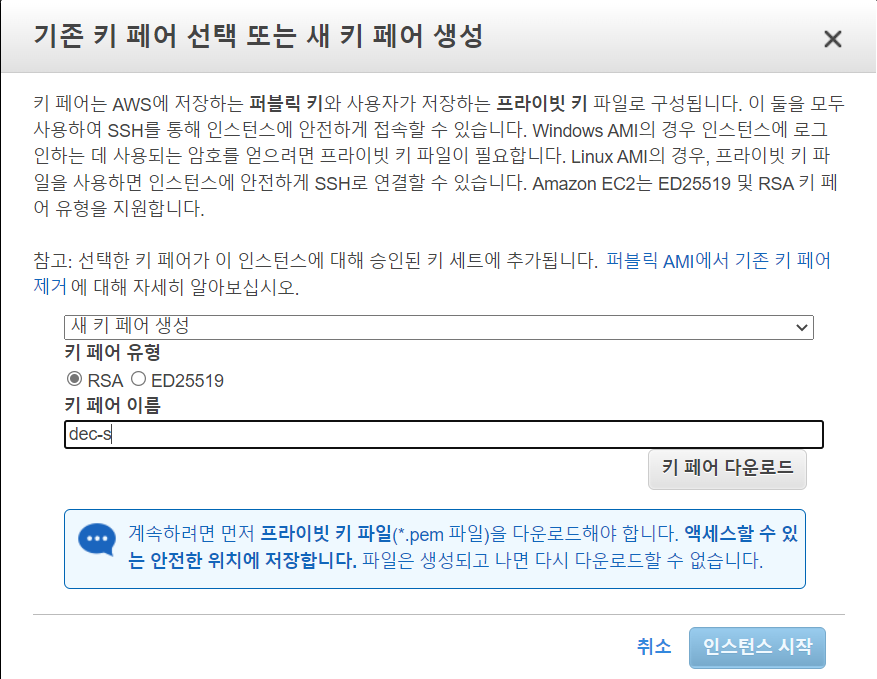 기존 키 페어 선택 또는 새 키 페어 생성
키 페어는 AWS에 저장하는 퍼블릭 키와 사용자가 저장하는 프라이빗 키 파일로 구성됩니다. 이 둘을 모두
사용하여 SSH를 통해 인스턴스에 안전하게 접속할 수 있습니다. Windows AMI의 경우 인스턴스에 로그
인하는 데 사용되는 암호를 얻으려면 프라이빗 키 파일이 필요합니다. Linux AMI의 경우, 프라이빗 키 파
일을 사용하면 인스턴스에 안전하게 SSH로 연결할 수 있습니다. Amazon EC2는 ED25519 및 RSA 키 페
어 유형을 지원합니다.
참고: 선택한 키 페어가 이 인스턴스에 대해 승인된 키 세트에 추가됩니다. 퍼블릭 AMI에서 기존 키 페어
제거에 대해 자세히 알아보십시오.
새 키 페어 생성
키 페어 유형
RSA ED25519
키 페어 이름
dec-s
키 페어 다운로드
계속하려면 먼저 프라이빗 키 파일(*.pem 파일)을 다운로드해야 합니다. 액세스할 수 있
는 안전한 위치에 저장합니다. 파일은 생성되고 나면 다시 다운로드할 수 없습니다.
취소 인스턴스 시작